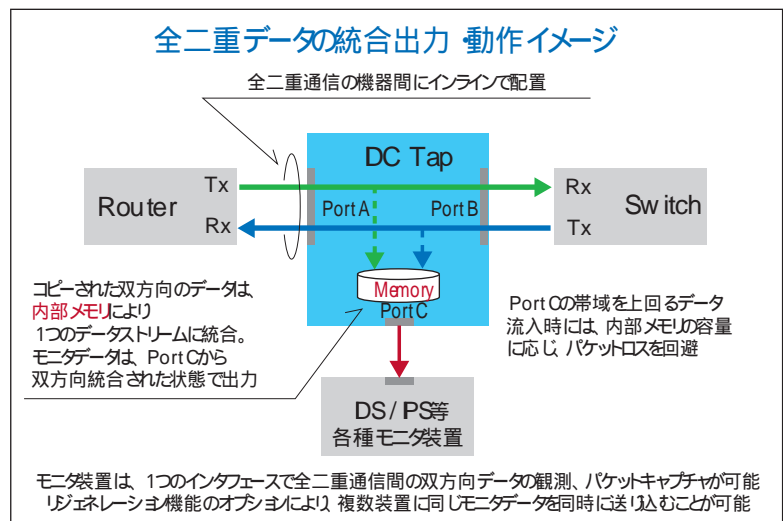 全二重データの統合出力・動作イメージ
全二重通信の機器間にインラインで配置
DC Tap
Tx
Rx
Router
Port A
Port B
Rx
Tx
Switch
Memory
Port C
コピーされた双方向のデータは、
内部メモリにより
1つのデータストリームに統合。
モニタデータは、Port Cから
双方向統合された状態で出力
Port Cの帯域を上回るデータ
流入時には、内部メモリの容量
に応じ、パケットロスを回避
IDS / IPS等
各種モニタ装置
モニタ装置は、1つのインタフェースで全二重通信間の双方向データの観測、パケットキャプチャが可能
リジェネレーション機能のオプションにより、複数装置に同じモニタデータを同時に送り込むことが可能